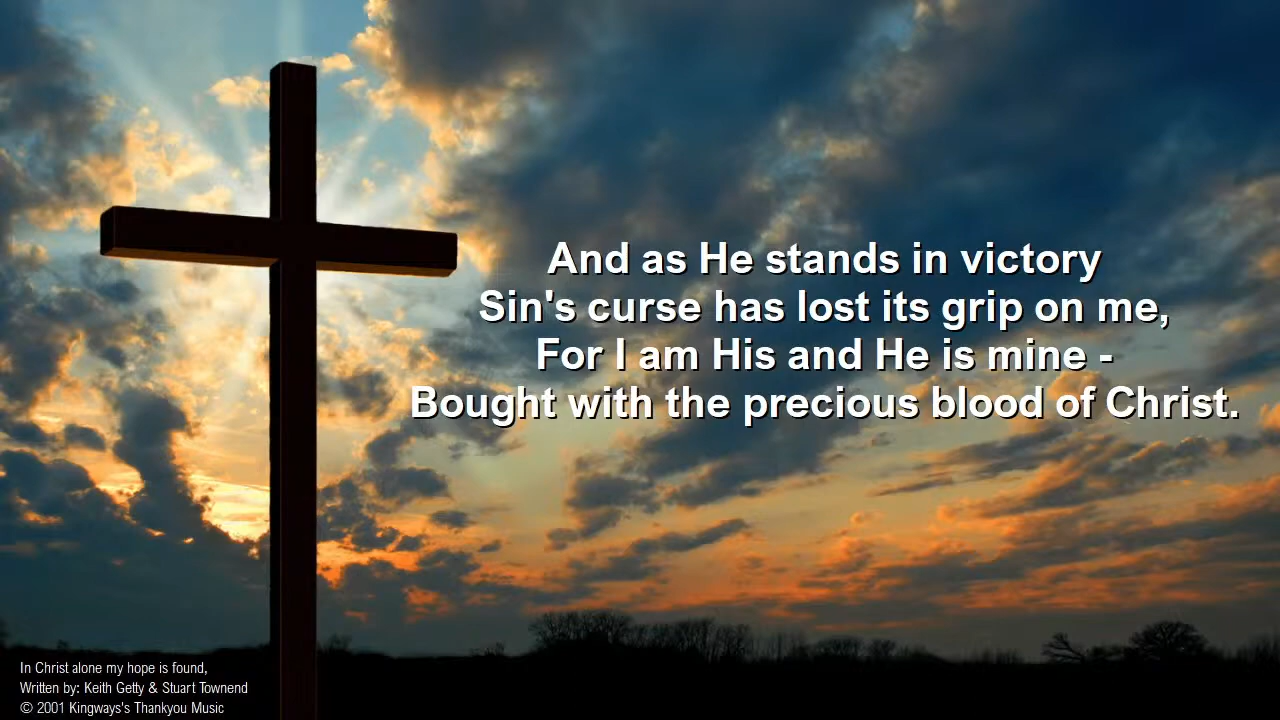 And as He stands in victory
Sin's curse has lost its grip on me,
For I am His and He is mine -
Bought with the precious blood of Christ.
In Christ alone my hope is found,
Written by: Keith Getty & Stuart Townend
© 2001 Kingways's Thankyou Music